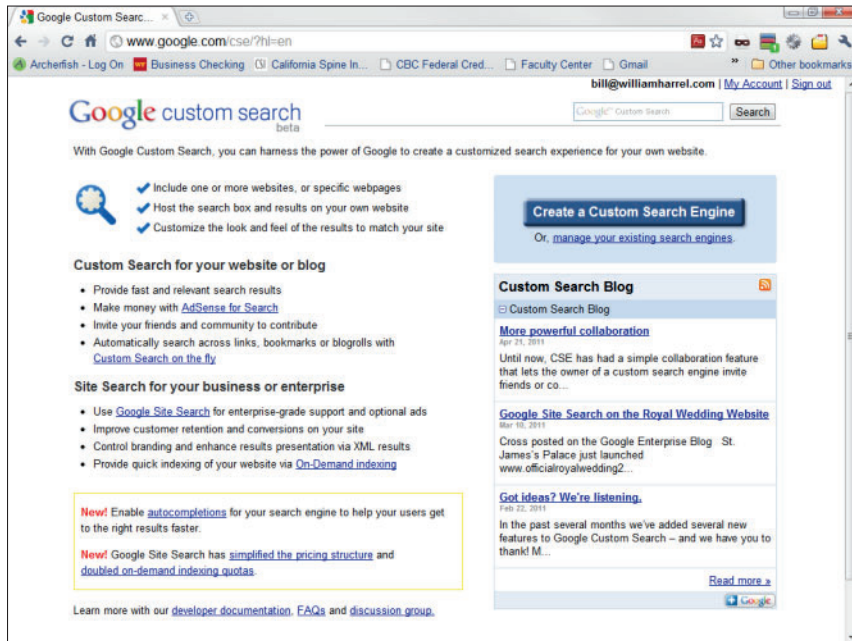 Google Custom Searc...
www.google.com/cse/?hl=en
Archerfish - Log On Business Checking California Spine In... CBC Federal Cred... Faculty Center Gmail » Other bookmarks
bill@williamharrel.com | My Account | Sign out
Google custom search
beta
Google™ Custom Search Search
With Google Custom Search, you can harness the power of Google to create a customized search experience for your own website.
Include one or more websites, or specific webpages
Host the search box and results on your own website
Customize the look and feel of the results to match your site
Create a Custom Search Engine
Or, manage your existing search engines.
Custom Search for your website or blog
• Provide fast and relevant search results
• Make money with AdSense for Search
• Invite your friends and community to contribute
• Automatically search across links, bookmarks or blogrolls with
Custom Search on the fly
Site Search for your business or enterprise
• Use Google Site Search for enterprise-grade support and optional ads
• Improve customer retention and conversions on your site
• Control branding and enhance results presentation via XML results
• Provide quick indexing of your website via On-Demand indexing
New! Enable autocompletions for your search engine to help your users get
to the right results faster.
New! Google Site Search has simplified the pricing structure and
doubled on-demand indexing quotas.
Learn more with our developer documentation, FAQs and discussion group.
Custom Search Blog
Custom Search Blog
More powerful collaboration
Apr 21, 2011
Until now, CSE has had a simple collaboration feature
that lets the owner of a custom search engine invite
friends or co...
Google Site Search on the Royal Wedding Website
Mar 10, 2011
Cross posted on the Google Enterprise Blog St.
James's Palace just launched
www.officialroyalwedding2...
Got ideas? We're listening.
Feb 22, 2011
In the past several months we've added several new
features to Google Custom Search – and we have you to
thank! M...
Read more »
Google